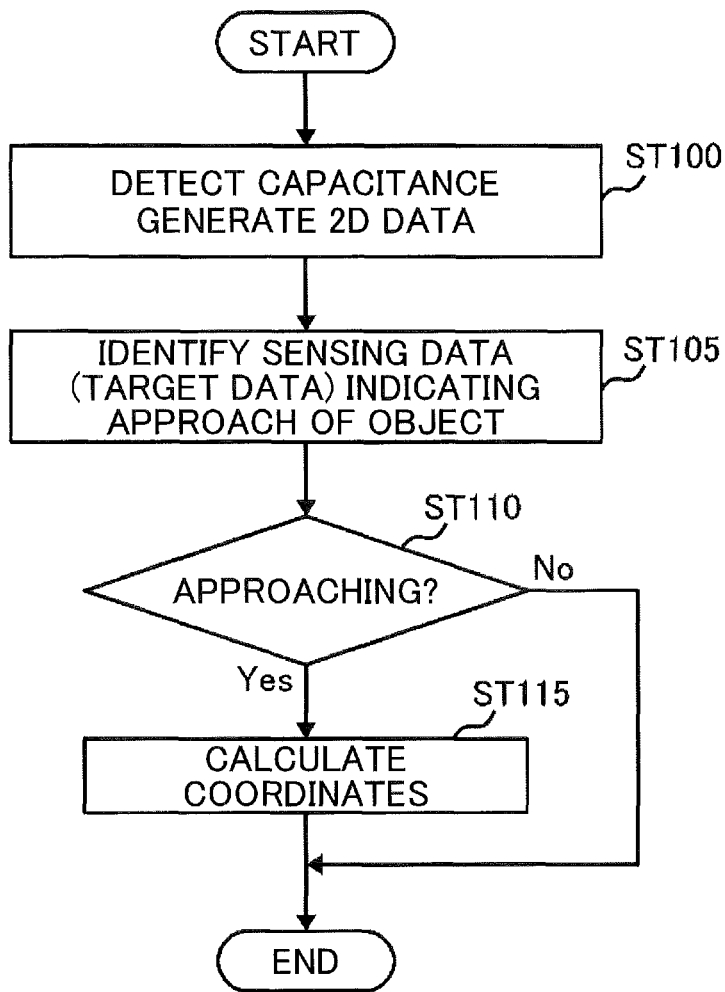 START
DETECT CAPACITANCE
GENERATE 2D DATA
ST100
IDENTIFY SENSING DATA
(TARGET DATA) INDICATING
APPROACH OF OBJECT
ST105
ST110
APPROACHING?
No
Yes
ST115
CALCULATE
COORDINATES
END